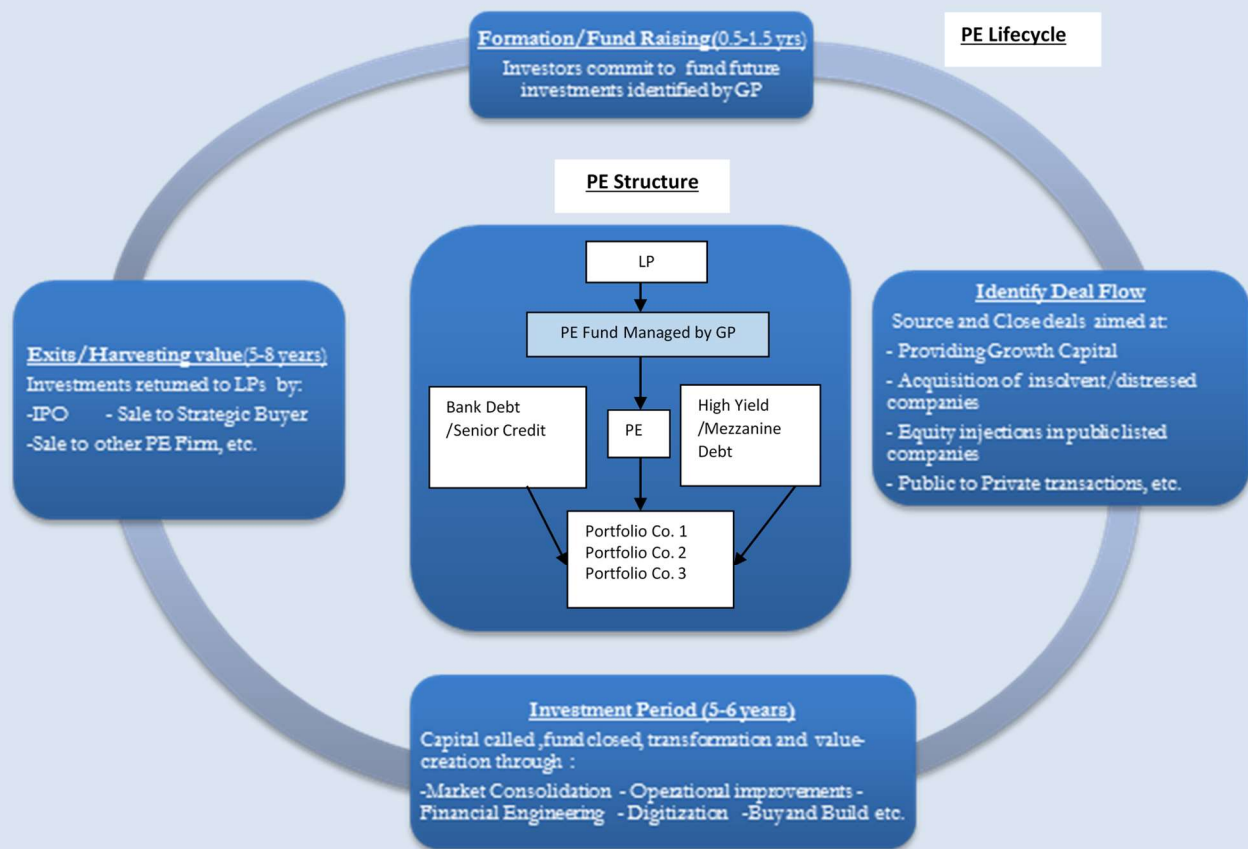 Formation/Fund Raising(0.5-1.5 yrs)
Investors commit to fund future
investments identified by GP
PE Lifecycle
PE Structure
LP
PE Fund Managed by GP
Bank Debt
/Senior Credit
PE
High Yield
/Mezzanine
Debt
Portfolio Co. 1
Portfolio Co. 2
Portfolio Co. 3
Identify Deal Flow
Source and Close deals aimed at:
- Providing Growth Capital
- Acquisition of insolvent/distressed
companies
- Equity injections in public listed
companies
- Public to Private transactions, etc.
Exits/Harvesting value(5-8 years)
Investments returned to LPs by:
-IPO - Sale to Strategic Buyer
-Sale to other PE Firm, etc.
Investment Period (5-6 years)
Capital called ,fund closed, transformation and value-
creation through :
-Market Consolidation - Operational improvements -
Financial Engineering - Digitization -Buy and Build etc.